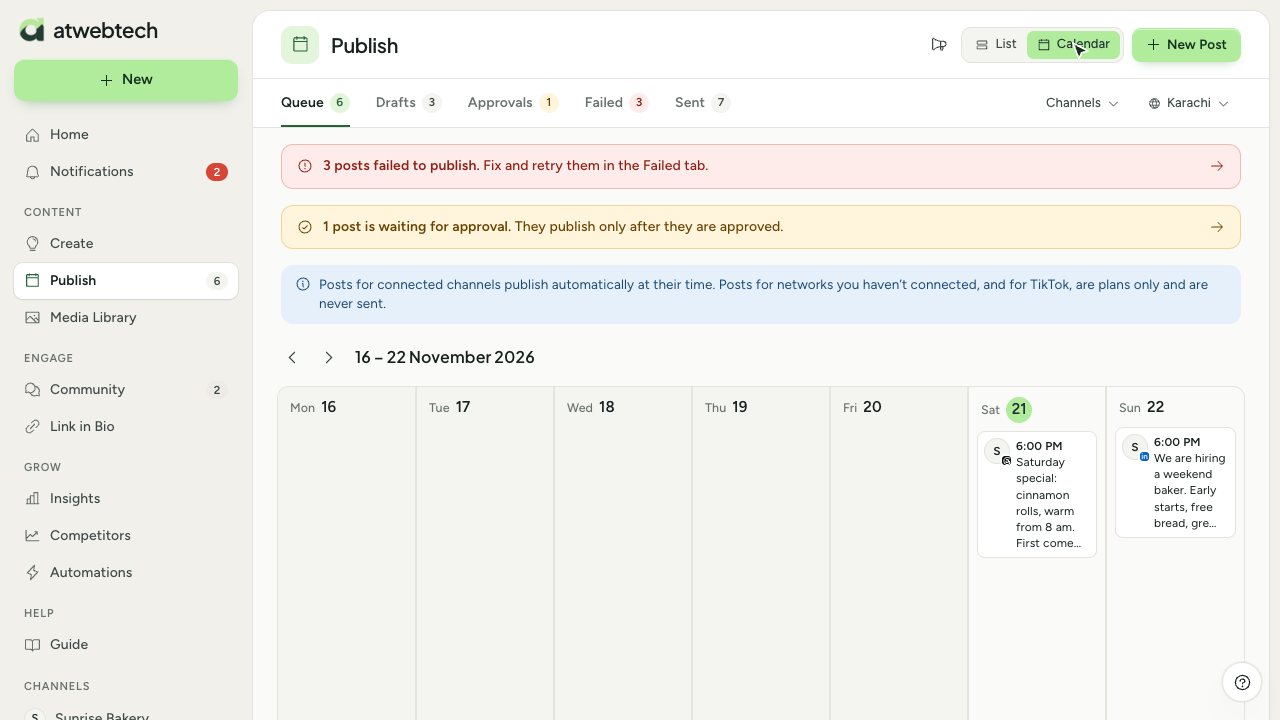 atwebtech
New
Home
Notifications 2
CONTENT
Create
Publish 6
Media Library
ENGAGE
Community 2
Link in Bio
GROW
Insights
Competitors
Automations
HELP
Guide
CHANNELS
S Sunrise Bakery
Publish
List
Calendar
New Post
Queue 6
Drafts 3
Approvals 1
Failed 3
Sent 7
Channels
Karachi
3 posts failed to publish. Fix and retry them in the Failed tab.
1 post is waiting for approval. They publish only after they are approved.
Posts for connected channels publish automatically at their time. Posts for networks you haven't connected, and for TikTok, are plans only and are
never sent.
16 – 22 November 2026
Mon 16
Tue 17
Wed 18
Thu 19
Fri 20
Sat 21
Sun 22
S
6:00 PM
Saturday
special:
cinnamon
rolls, warm
from 8 am.
First come…
S
in
6:00 PM
We are hiring
a weekend
baker. Early
starts, free
bread, gre…